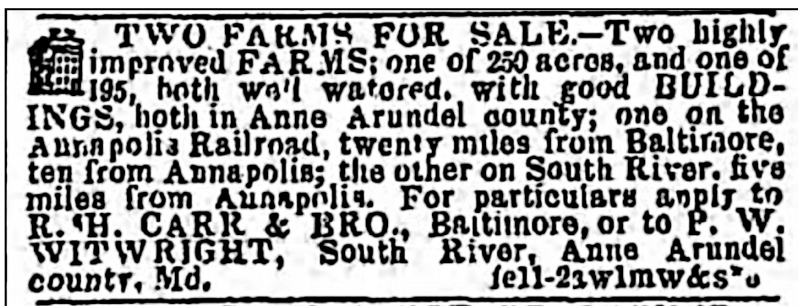 TWO FARMS FOR SALE.—Two highly
improved FARMS; one of 250 acres, and one of
195, both well watered, with good BUILD-
INGS, both in Anne Arundel county; one on the
Annapolis Railroad, twenty miles from Baltimore,
ten from Annapolis; the other on South River, five
miles from Annapolis. For particulars apply to
R. H. CARR & BRO., Baltimore, or to P. W.
WITWRIGHT, South River, Anne Arundel
county, Md.